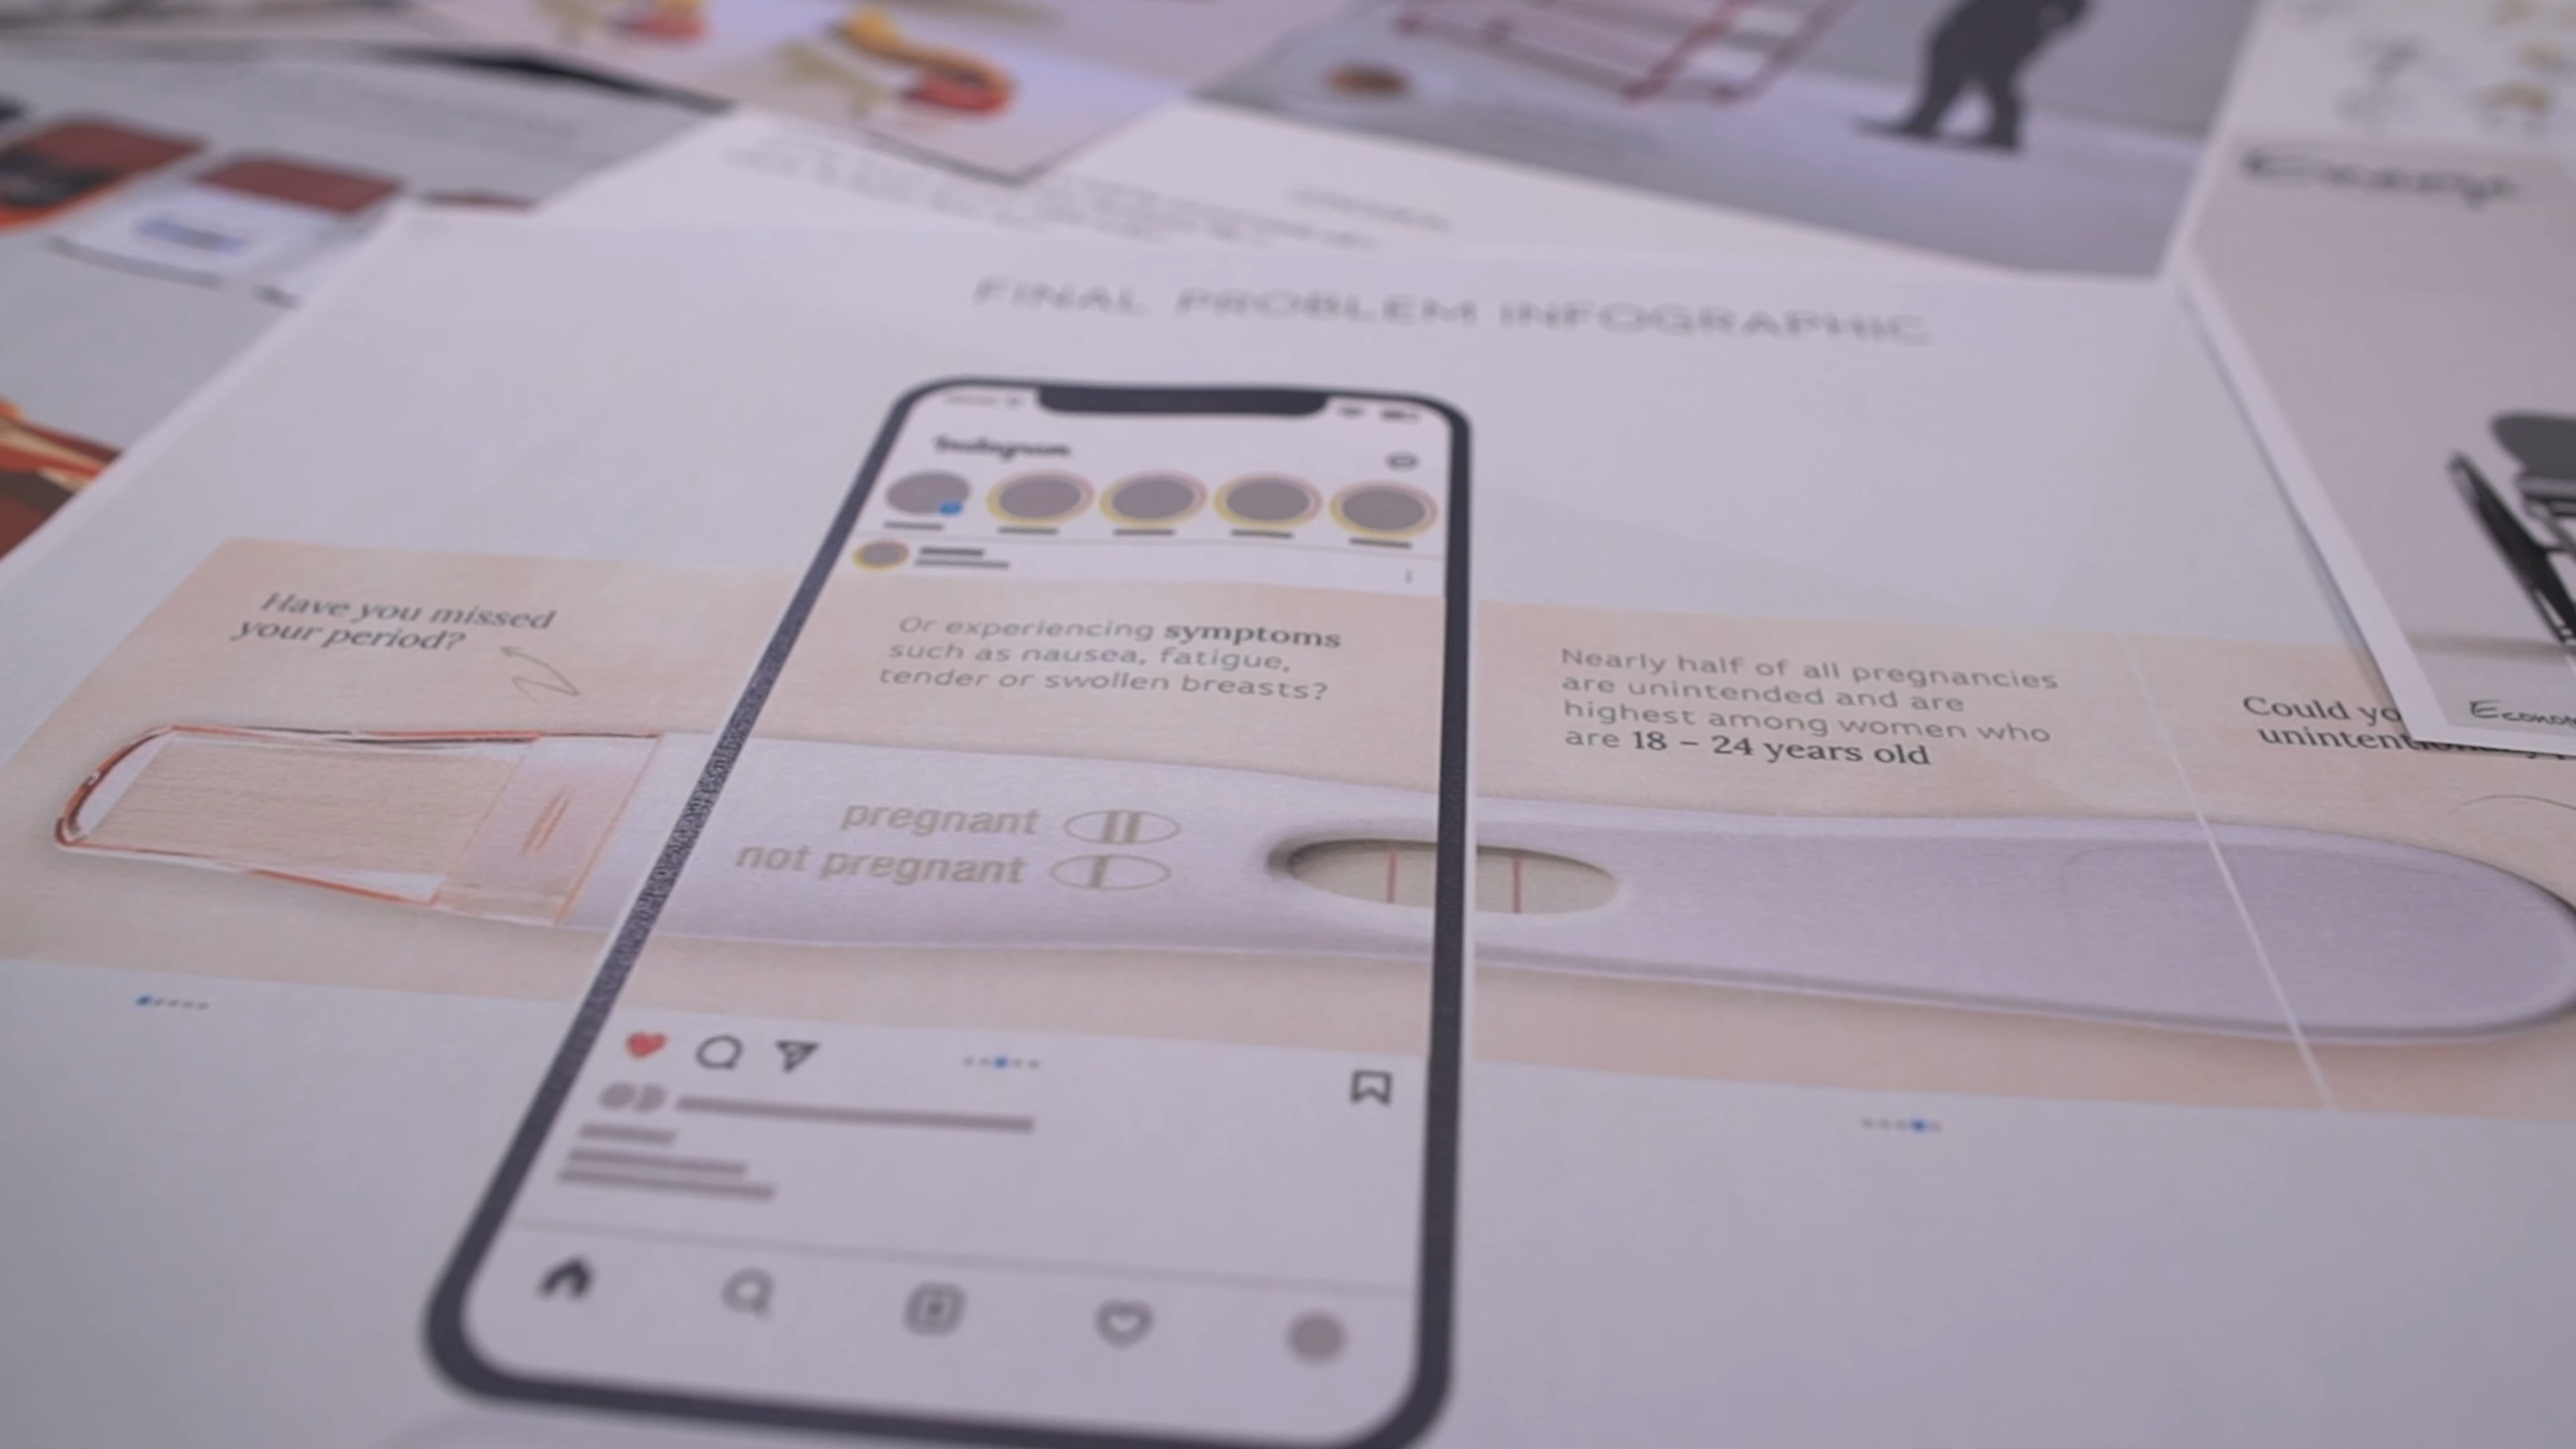 FINAL PROBLEM INFOGRAPHIC
Instagram
Have you missed
your period?
Or experiencing symptoms
such as nausea, fatigue,
tender or swollen breasts?
Nearly half of all pregnancies
are unintended and are
highest among women who
are 18 – 24 years old
Could
pregnant
not pregnant